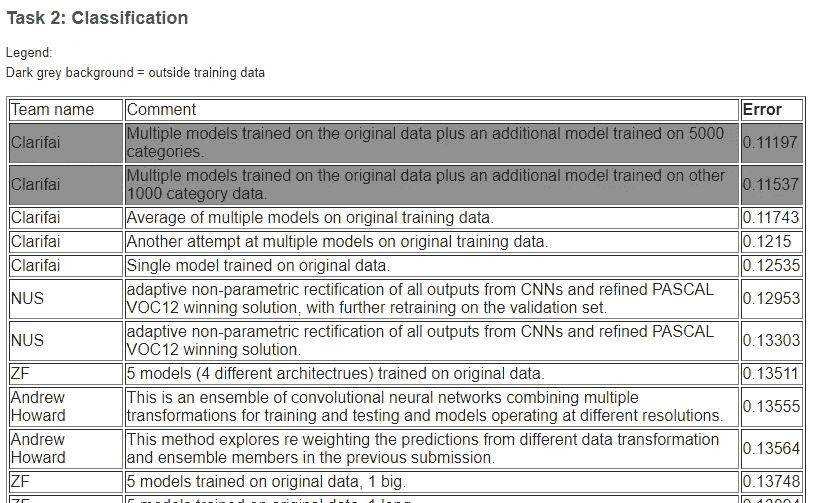 Task 2: Classification
Legend:
Dark grey background = outside training data
Team name Comment Error
Clarifai Multiple models trained on the original data plus an additional model trained on 5000 categories. 0.11197
Clarifai Multiple models trained on the original data plus an additional model trained on other 1000 category data. 0.11537
Clarifai Average of multiple models on original training data. 0.11743
Clarifai Another attempt at multiple models on original training data. 0.1215
Clarifai Single model trained on original data. 0.12535
NUS adaptive non-parametric rectification of all outputs from CNNs and refined PASCAL VOC12 winning solution, with further retraining on the validation set. 0.12953
NUS adaptive non-parametric rectification of all outputs from CNNs and refined PASCAL VOC12 winning solution. 0.13303
ZF 5 models (4 different architectrues) trained on original data. 0.13511
Andrew Howard This is an ensemble of convolutional neural networks combining multiple transformations for training and testing and models operating at different resolutions. 0.13555
Andrew Howard This method explores re weighting the predictions from different data transformation and ensemble members in the previous submission. 0.13564
ZF 5 models trained on original data, 1 big. 0.13748